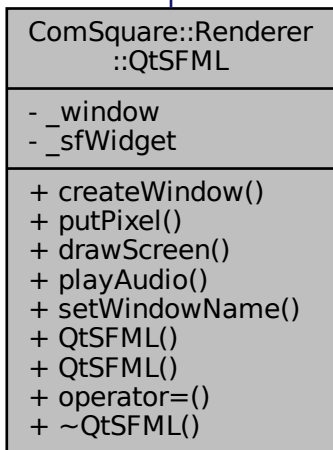 ComSquare::Renderer
::QtSFML
- _window
- _sfWidget
+ createWindow()
+ putPixel()
+ drawScreen()
+ playAudio()
+ setWindowName()
+ QtSFML()
+ QtSFML()
+ operator=()
+ ~QtSFML()